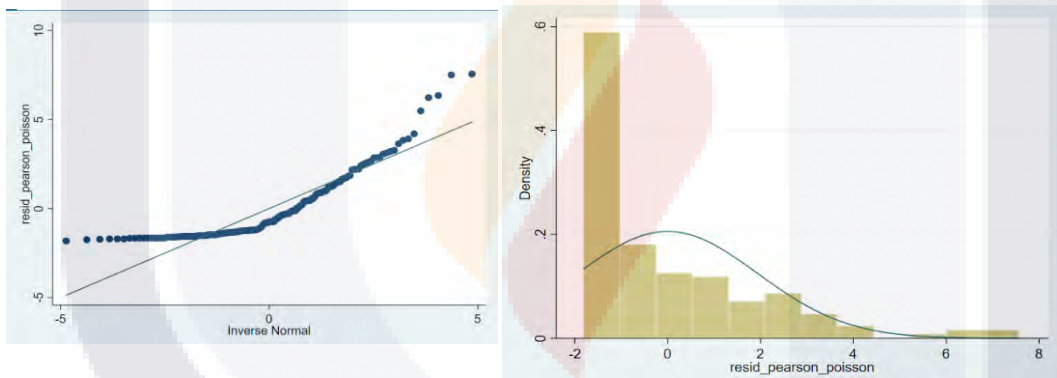 resid_pearson_poisson
10
5
0
-5
-5 0 5
Inverse Normal
Density
.6
.4
.2
0
-2 0 2 4 6 8
resid_pearson_poisson